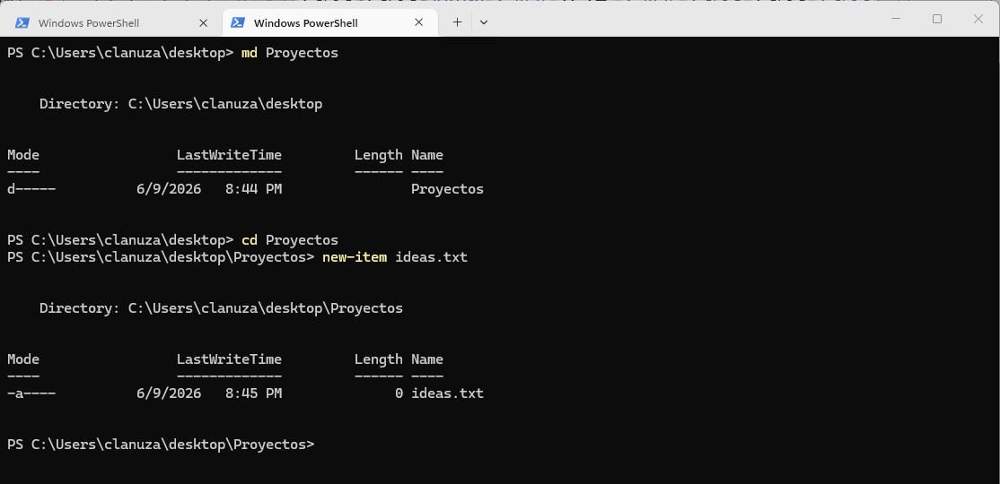 Windows PowerShell
Windows PowerShell
PS C:\Users\clanuza\desktop> md Proyectos
Directory: C:\Users\clanuza\desktop
Mode LastWriteTime Length Name
---- ------------- ------ ----
d----- 6/9/2026 8:44 PM Proyectos
PS C:\Users\clanuza\desktop> cd Proyectos
PS C:\Users\clanuza\desktop\Proyectos> new-item ideas.txt
Directory: C:\Users\clanuza\desktop\Proyectos
Mode LastWriteTime Length Name
---- ------------- ------ ----
-a---- 6/9/2026 8:45 PM 0 ideas.txt
PS C:\Users\clanuza\desktop\Proyectos>